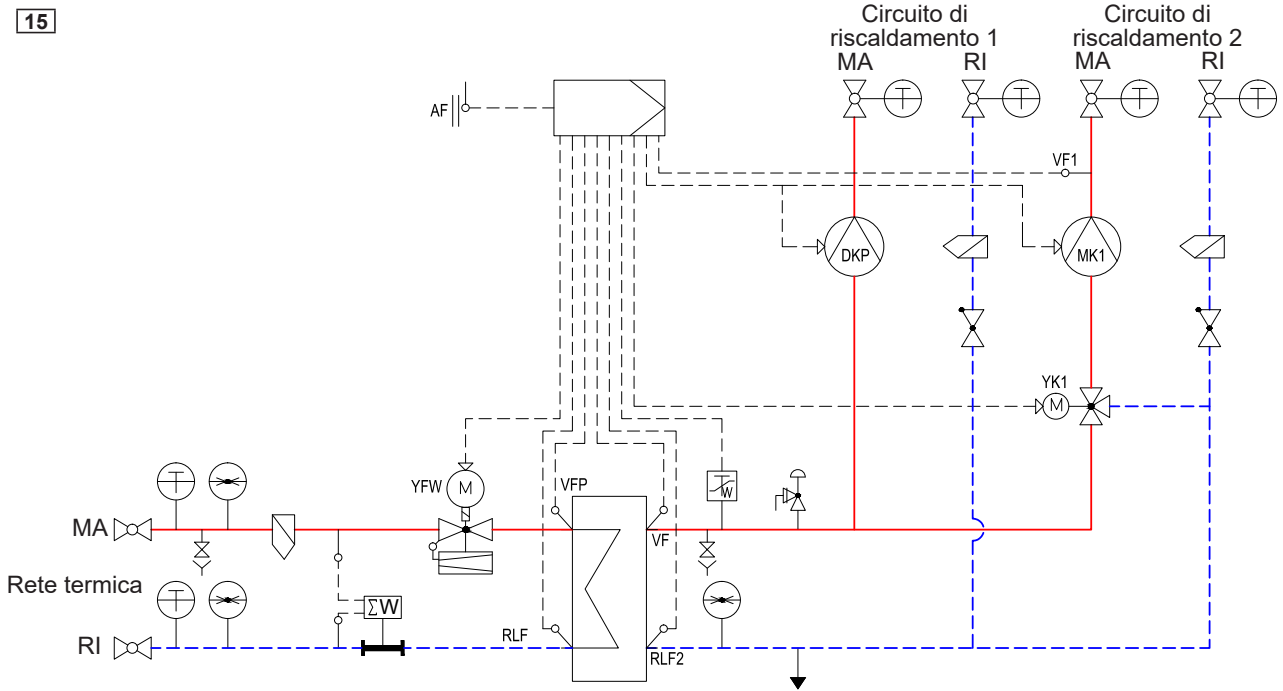 15
Circuito di
riscaldamento 1
MA RI
Circuito di
riscaldamento 2
MA RI
T T T T
AF
VF1
DKP
MK1
YK1
M
YFW
M
VFP
VF
W
T T
MA
Rete termica
RI
ΣW
RLF
RLF2